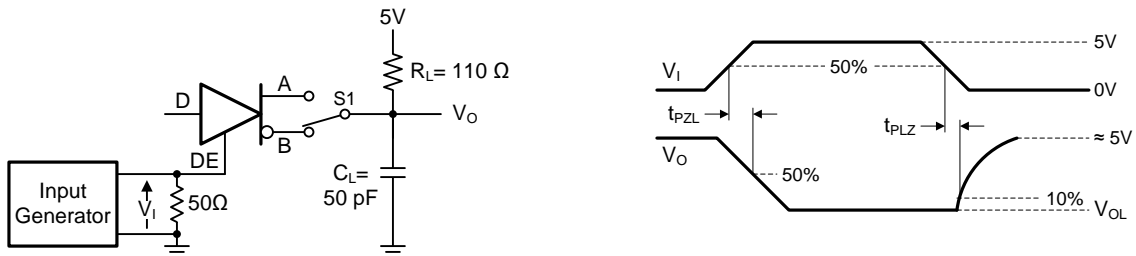 5V
R_L= 110 Ω
A
D
S1
V_O
B
DE
C_L=
50 pF
Input
Generator
V_I
50Ω
5V
V_I
50%
0V
t_PZL
t_PLZ
≈ 5V
V_O
50%
10%
V_OL